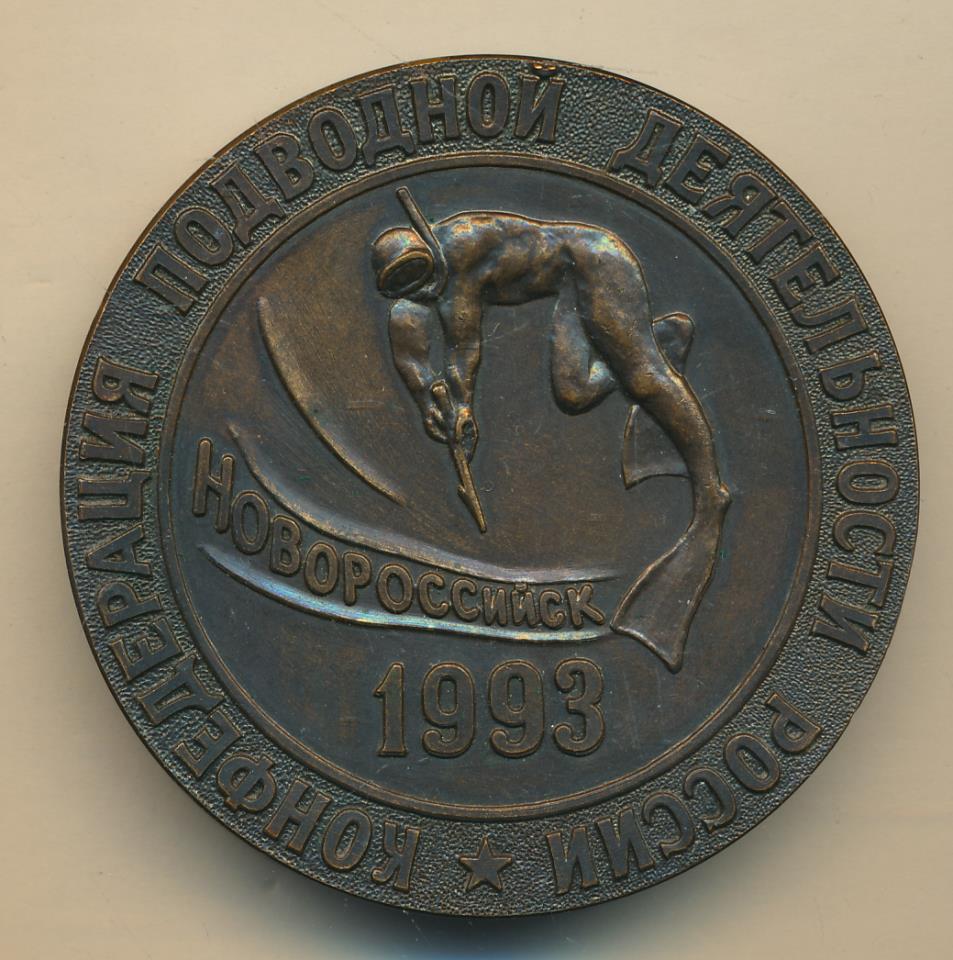 КОНФЕДЕРАЦИЯ ПОДВОДНОЙ ДЕЯТЕЛЬНОСТИ РОССИИ
НОВОРОССИЙСК
1993